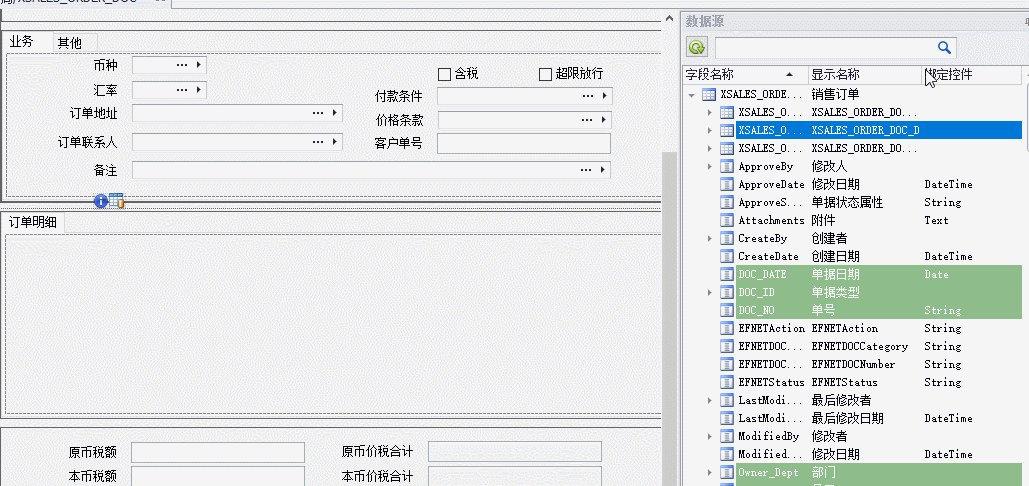 业务 其他
币种
汇率
订单地址
订单联系人
备注
含税 超限放行
付款条件
价格条款
客户单号
订单明细
原币税额 原币价税合计
本币税额 本币价税合计
数据源
字段名称 显示名称 定控件
XSALES_ORDE... 销售订单
XSALES_O... XSALES_ORDER_DO...
XSALES_O... XSALES_ORDER_DOC_D
XSALES_O... XSALES_ORDER_DO...
ApproveBy 修改人
ApproveDate 修改日期 DateTime
ApproveS... 单据状态属性 String
Attachments 附件 Text
CreateBy 创建者
CreateDate 创建日期 DateTime
DOC_DATE 单据日期 Date
DOC_ID 单据类型
DOC_NO 单号 String
EFNETAction EFNETAction String
EFNETDOC... EFNETDOCCategory String
EFNETDOC... EFNETDOCNumber String
EFNETStatus EFNETStatus String
LastModi... 最后修改者
LastModi... 最后修改日期 DateTime
ModifiedBy 修改者
Modified... 修改日期 DateTime
Owner_Dept 部门